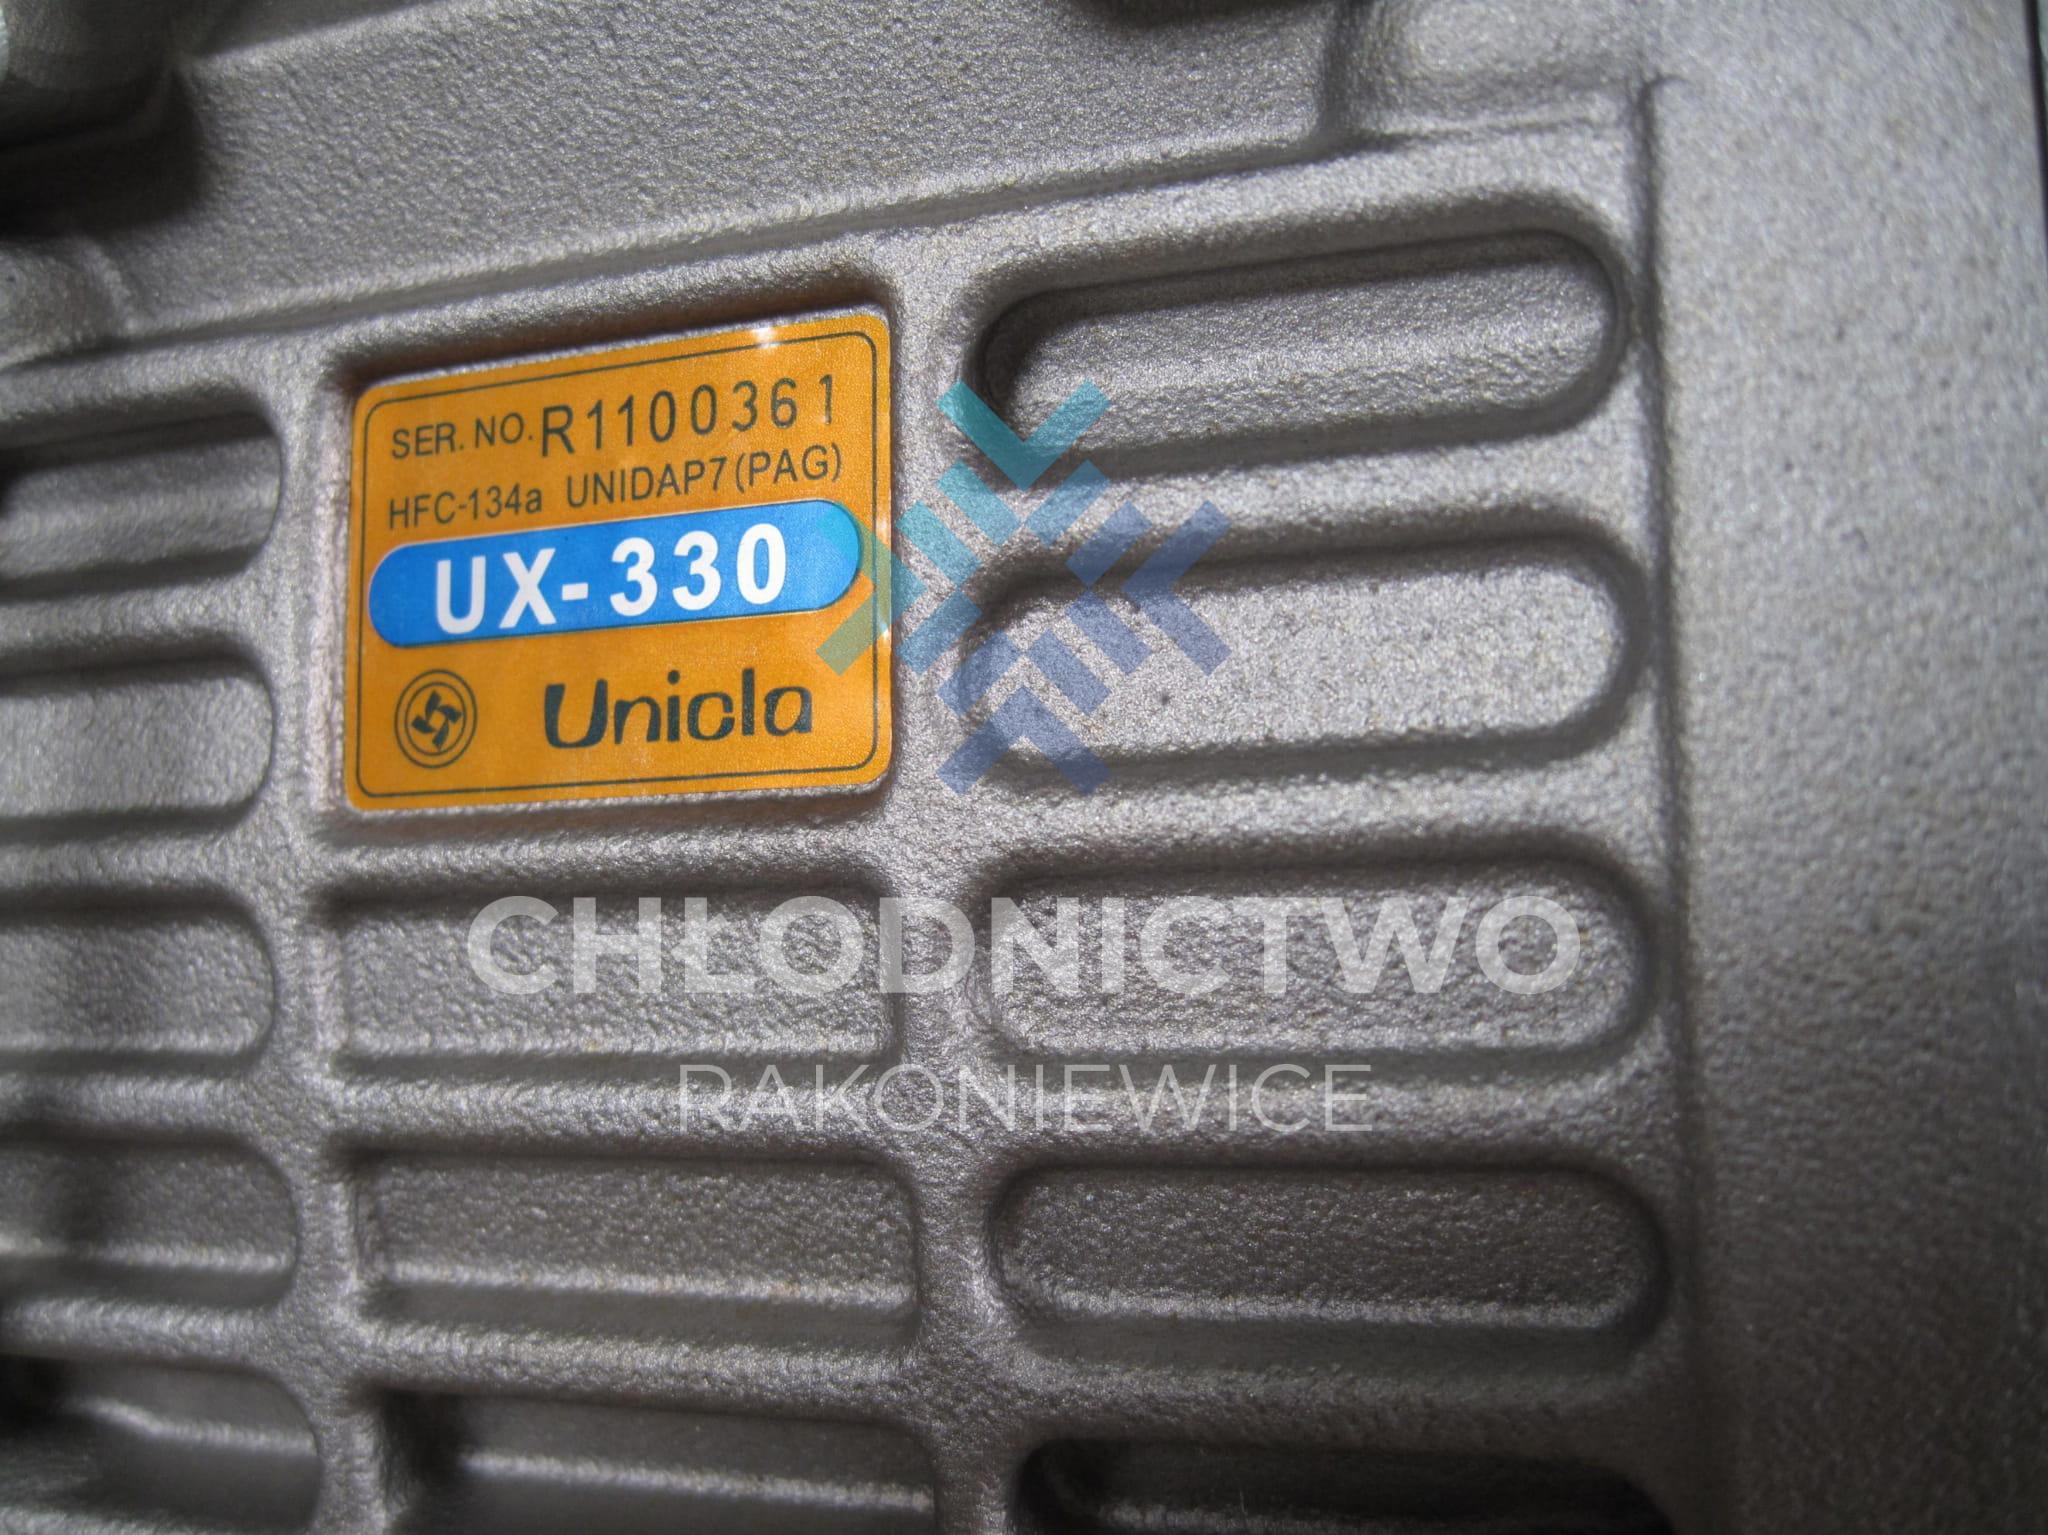 SER. NO. R1100361
HFC-134a UNIDAP7(PAG)
UX-330
Unicla
CHŁODNICTWO
RAKONIEWICE